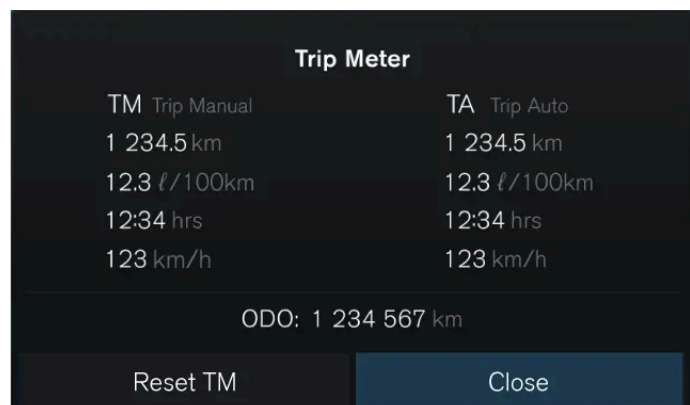 Trip Meter
TM Trip Manual TA Trip Auto
1 234.5 km 1 234.5 km
12.3 ℓ/100km 12.3 ℓ/100km
12:34 hrs 12:34 hrs
123 km/h 123 km/h
ODO: 1 234 567 km
Reset TM Close